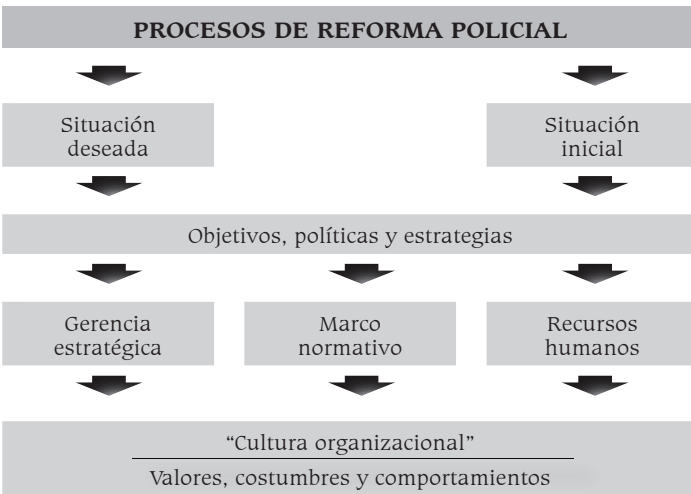 PROCESOS DE REFORMA POLICIAL
Situación
deseada
Situación
inicial
Objetivos, políticas y estrategias
Gerencia
estratégica
Marco
normativo
Recursos
humanos
“Cultura organizacional”
Valores, costumbres y comportamientos